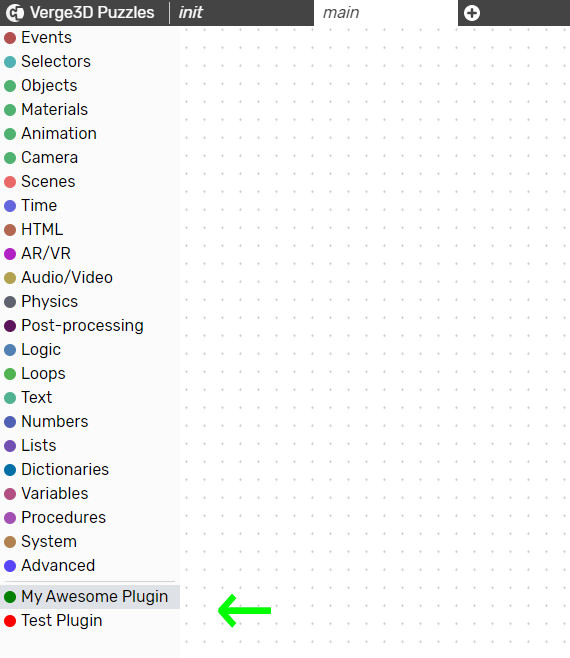 Verge3D Puzzles init main
Events
Selectors
Objects
Materials
Animation
Camera
Scenes
Time
HTML
AR/VR
Audio/Video
Physics
Post-processing
Logic
Loops
Text
Numbers
Lists
Dictionaries
Variables
Procedures
System
Advanced
My Awesome Plugin
Test Plugin